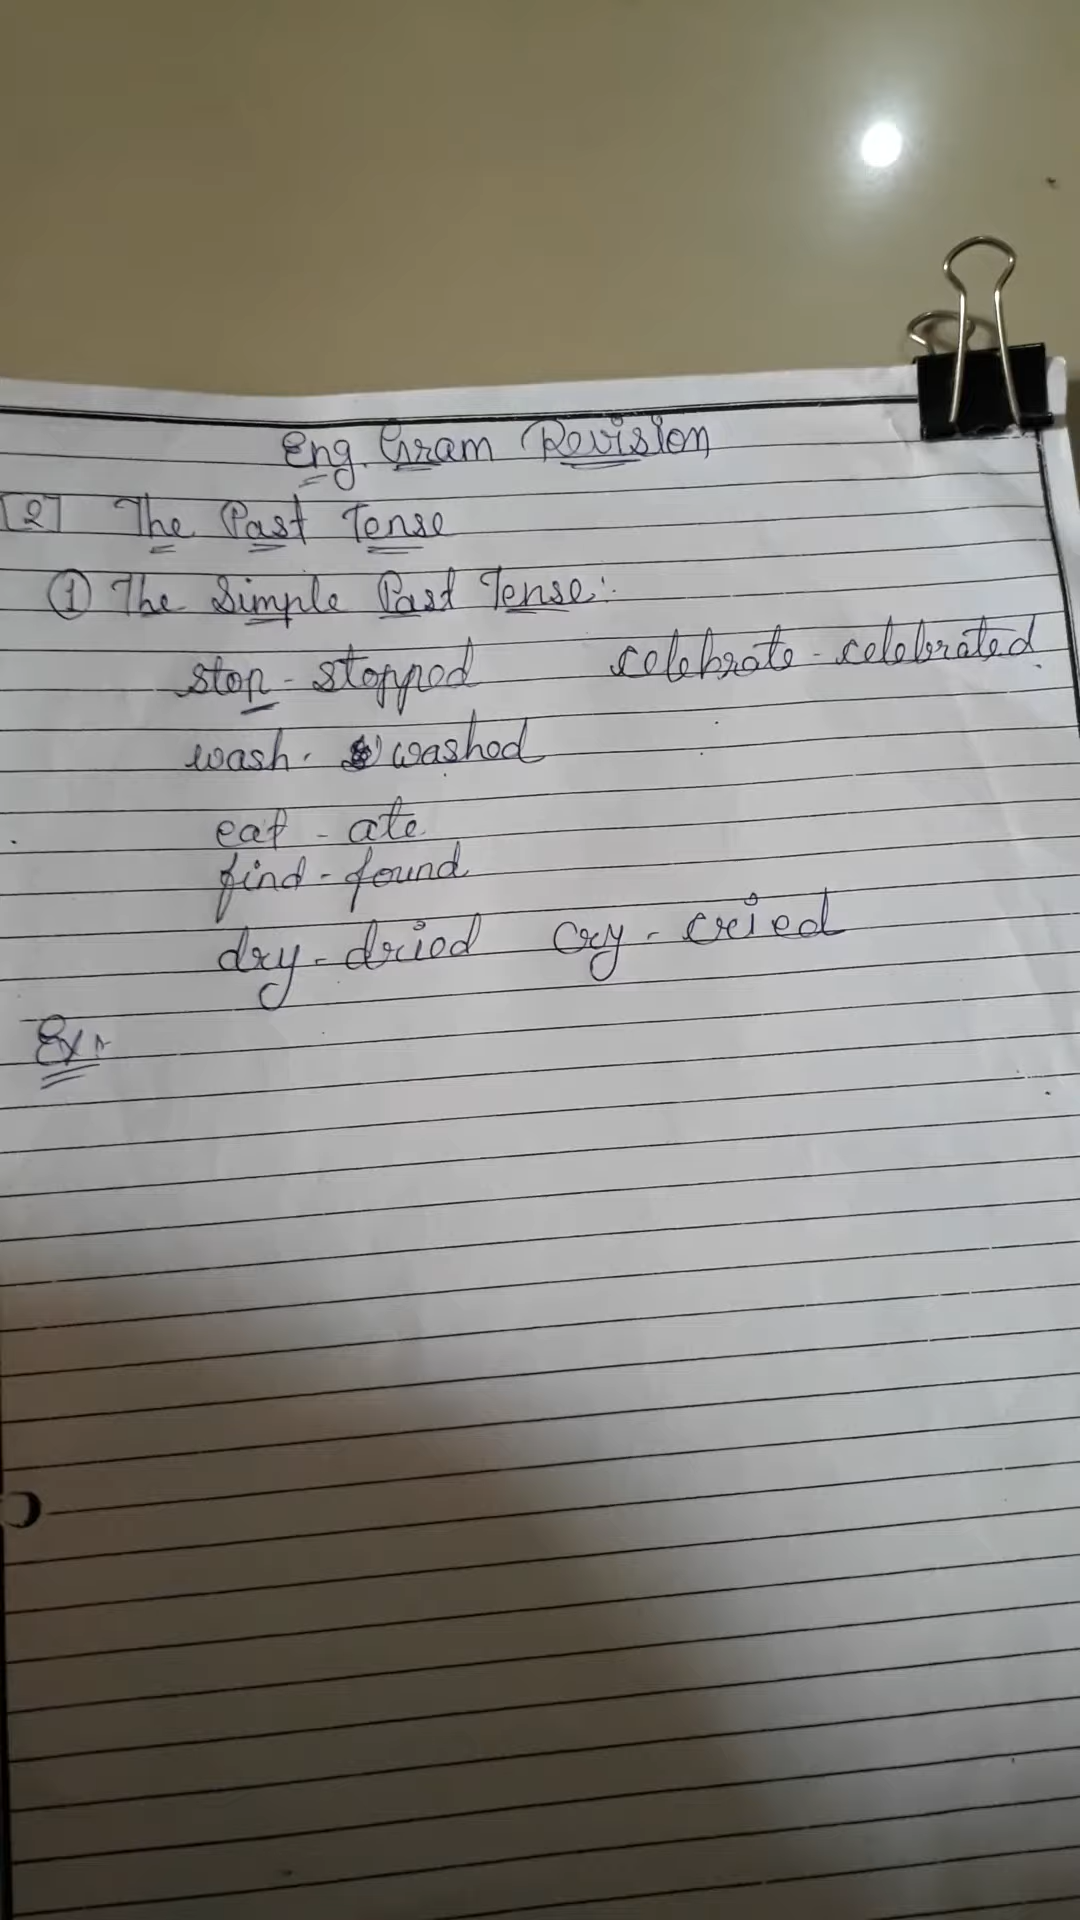 Eng. Gram Revision
[2] The Past Tense
① The Simple Past Tense:
stop - stopped celebrate - celebrated
wash - washed
eat - ate
find - found
dry - dried cry - cried
Ex: